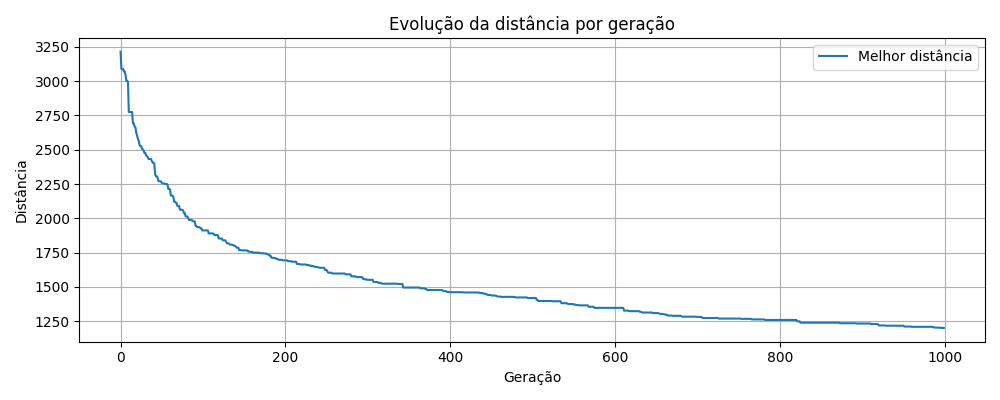 Evolução da distância por geração
Melhor distância
Distância
3250
3000
2750
2500
2250
2000
1750
1500
1250
0 200 400 600 800 1000
Geração